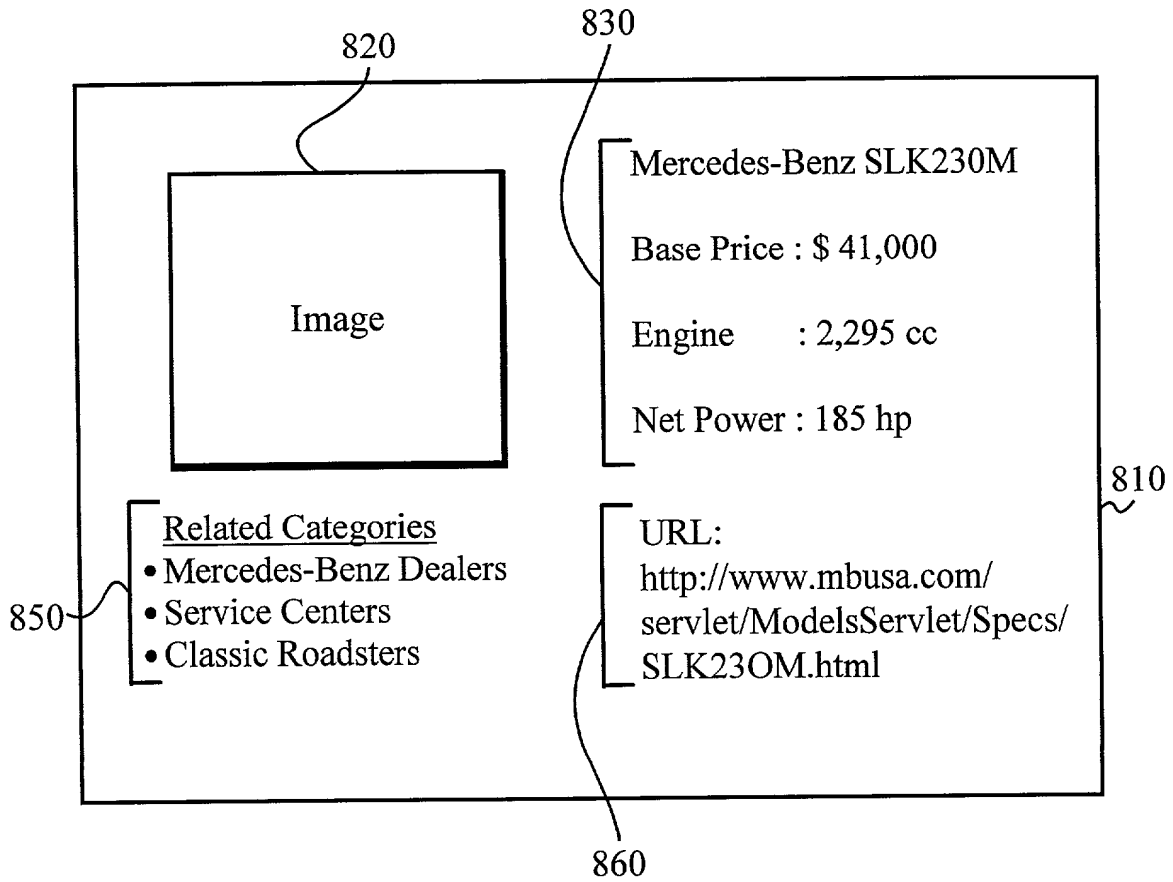 820
830
Image
Mercedes-Benz SLK230M
Base Price : $ 41,000
Engine : 2,295 cc
Net Power : 185 hp
810
850
Related Categories
• Mercedes-Benz Dealers
• Service Centers
• Classic Roadsters
URL:
http://www.mbusa.com/
servlet/ModelsServlet/Specs/
SLK23OM.html
860